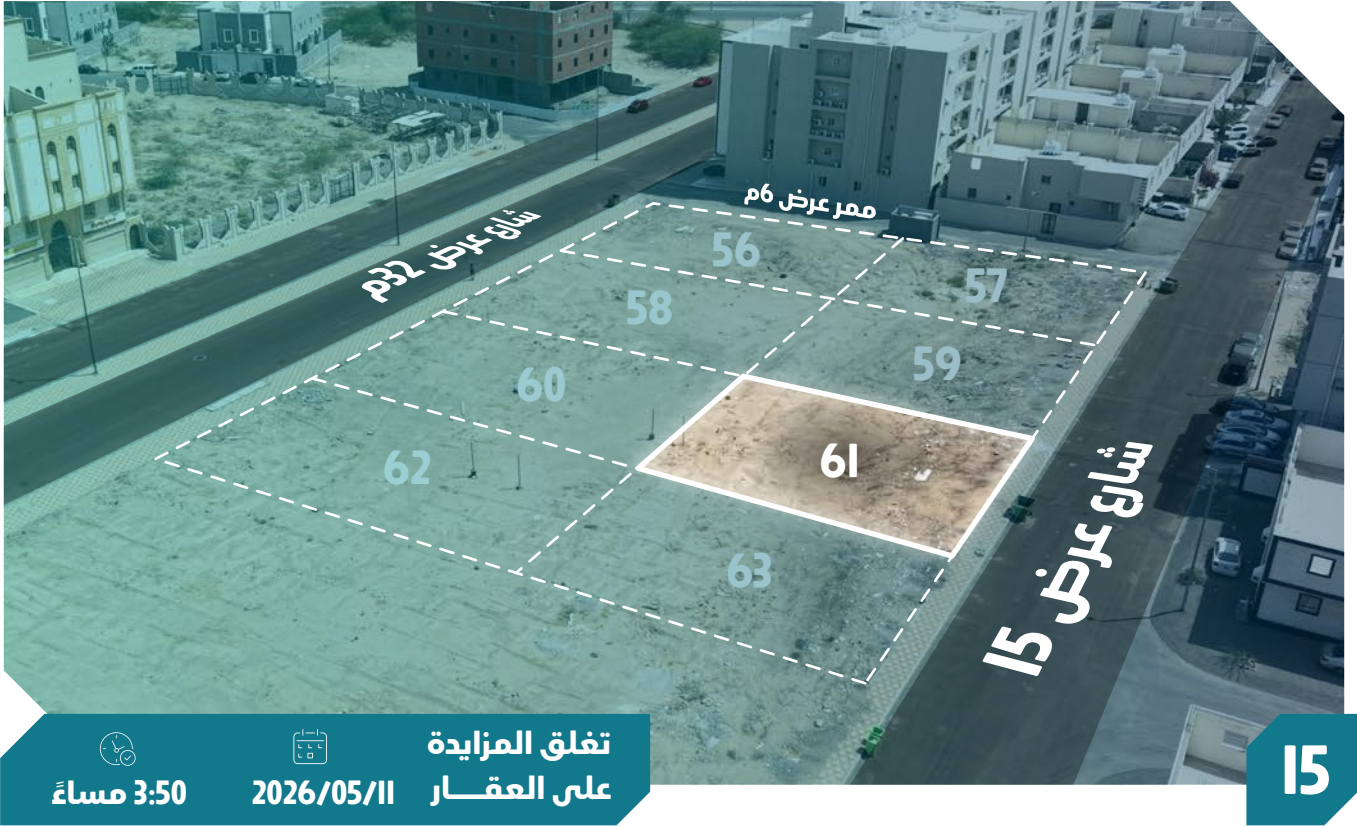 ممر عرض 6م
شارع عرض 32م
56
57
58
59
60
61
62
63
شارع عرض 15
تغلق المزايدة
على العقـــار
2026/05/11
3:50 مساءً
15